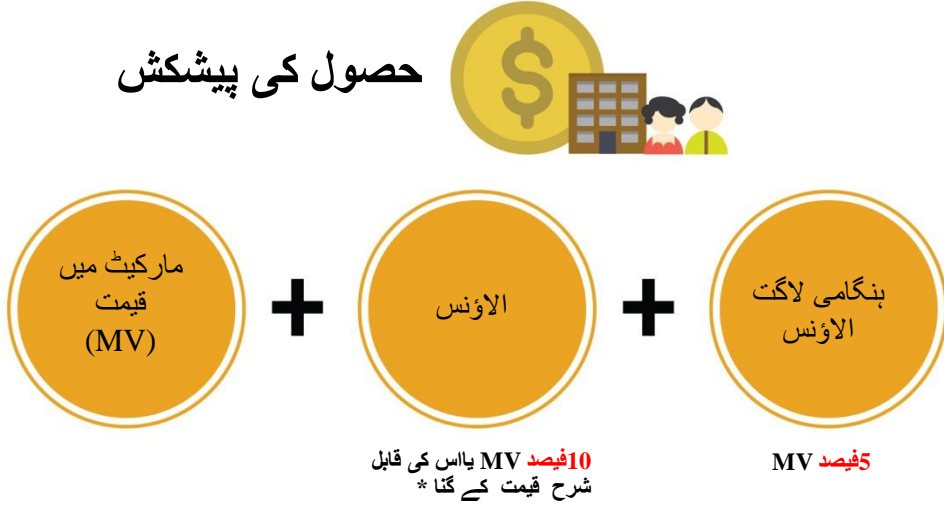 حصول کی پیشکش
$
مارکیٹ میں
قیمت
(MV)
+
الاؤنس
+
ہنگامی لاگت
الاؤنس
10فیصد MV یااس کی قابل
شرح قیمت کے گنا *
5فیصد MV